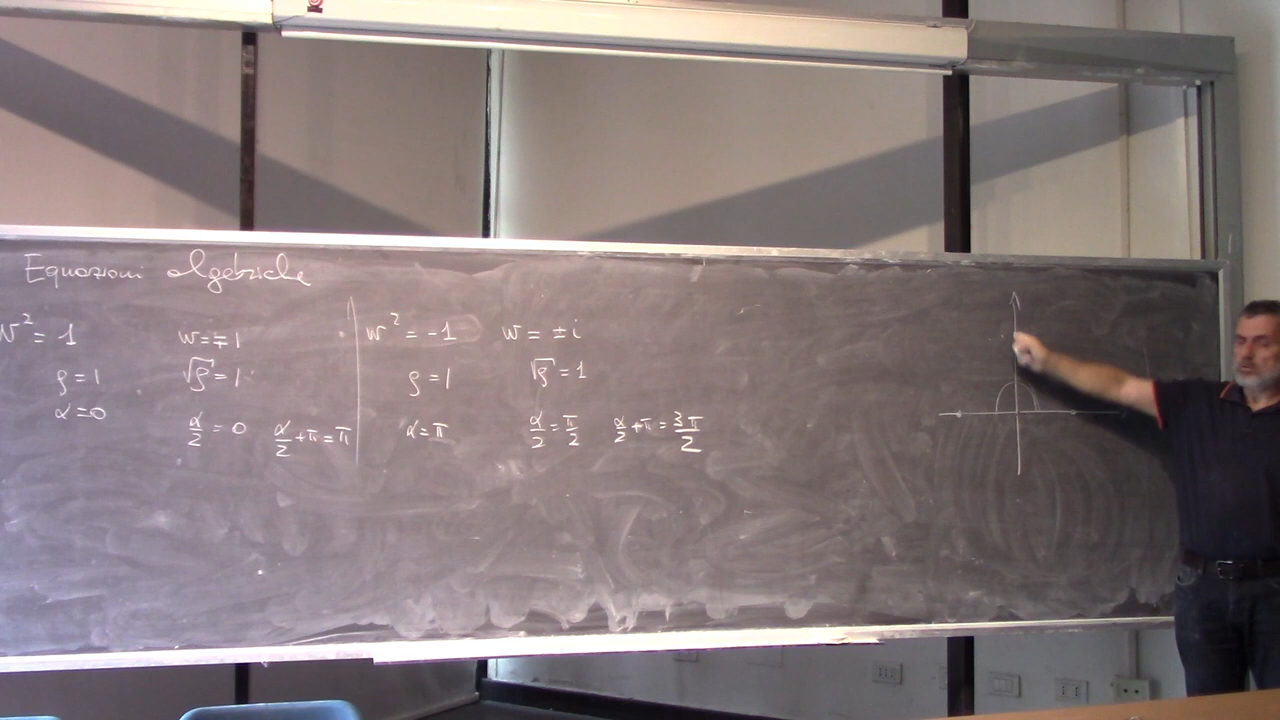 Equazioni algebriche
w² = 1 w = ∓1
ρ = 1 √ρ = 1
α = 0 α/2 = 0 α/2 + π = π
w² = -1 w = ±i
ρ = 1 √ρ = 1
α = π α/2 = π/2 α/2 + π = 3π/2